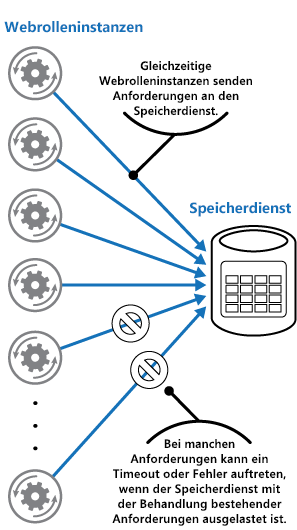 Webrolleninstanzen
Gleichzeitige
Webrolleninstanzen senden
Anforderungen an den
Speicherdienst.
Speicherdienst
Bei manchen
Anforderungen kann ein
Timeout oder Fehler auftreten,
wenn der Speicherdienst mit
der Behandlung bestehender
Anforderungen ausgelastet ist.